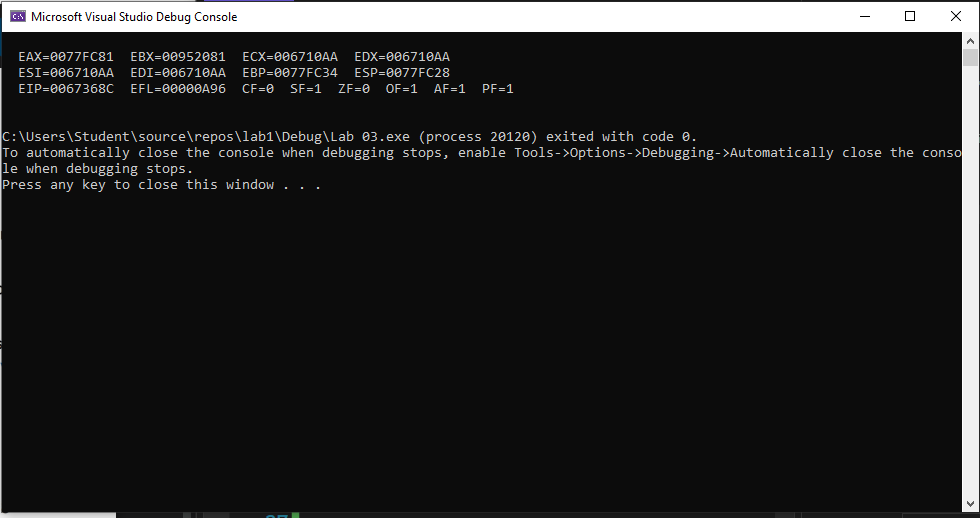 Microsoft Visual Studio Debug Console
EAX=0077FC81 EBX=00952081 ECX=006710AA EDX=006710AA
ESI=006710AA EDI=006710AA EBP=0077FC34 ESP=0077FC28
EIP=0067368C EFL=00000A96 CF=0 SF=1 ZF=0 OF=1 AF=1 PF=1
C:\Users\Student\source\repos\lab1\Debug\Lab 03.exe (process 20120) exited with code 0.
To automatically close the console when debugging stops, enable Tools->Options->Debugging->Automatically close the conso
le when debugging stops.
Press any key to close this window . . .